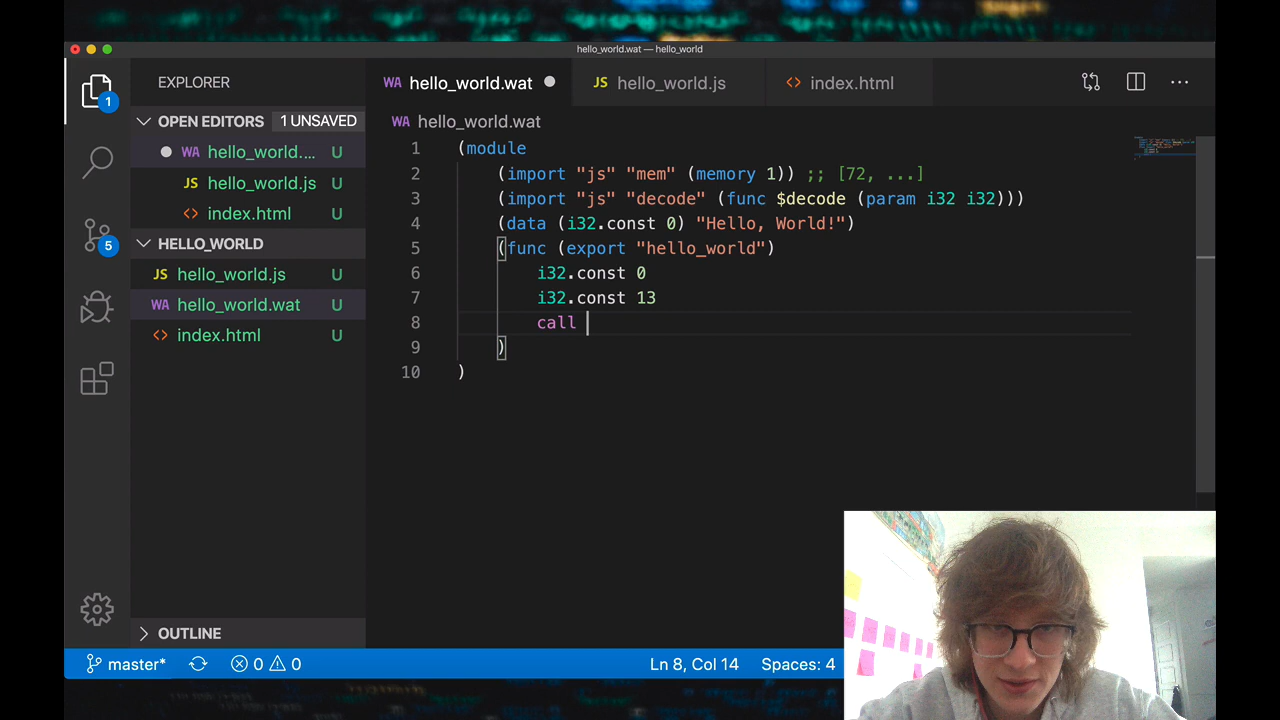 hello_world.wat — hello_world
EXPLORER
WA hello_world.wat
JS hello_world.js
<> index.html
1
OPEN EDITORS 1 UNSAVED
WA hello_world.... U
JS hello_world.js U
<> index.html U
5
HELLO_WORLD
JS hello_world.js U
WA hello_world.wat U
<> index.html U
WA hello_world.wat
1 (module
2 (import "js" "mem" (memory 1)) ;; [72, ...]
3 (import "js" "decode" (func $decode (param i32 i32)))
4 (data (i32.const 0) "Hello, World!")
5 (func (export "hello_world")
6 i32.const 0
7 i32.const 13
8 call
9 )
10 )
OUTLINE
master* 0 0 Ln 8, Col 14 Spaces: 4